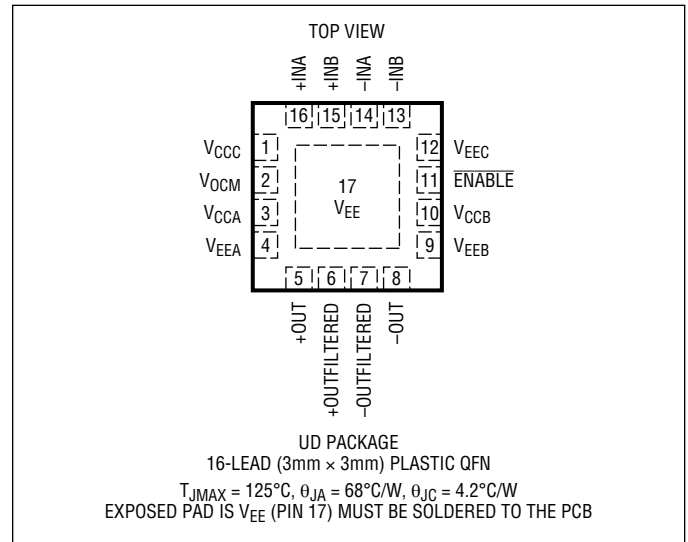 TOP VIEW
+INA
+INB
–INA
–INB
16 15 14 13
VCCC 1
VOCM 2
VCCA 3
VEEA 4
17
VEE
12 VEEC
11 ENABLE
10 VCCB
9 VEEB
5 6 7 8
+OUT
+OUTFILTERED
–OUTFILTERED
–OUT
UD PACKAGE
16-LEAD (3mm × 3mm) PLASTIC QFN
TJMAX = 125°C, θJA = 68°C/W, θJC = 4.2°C/W
EXPOSED PAD IS VEE (PIN 17) MUST BE SOLDERED TO THE PCB